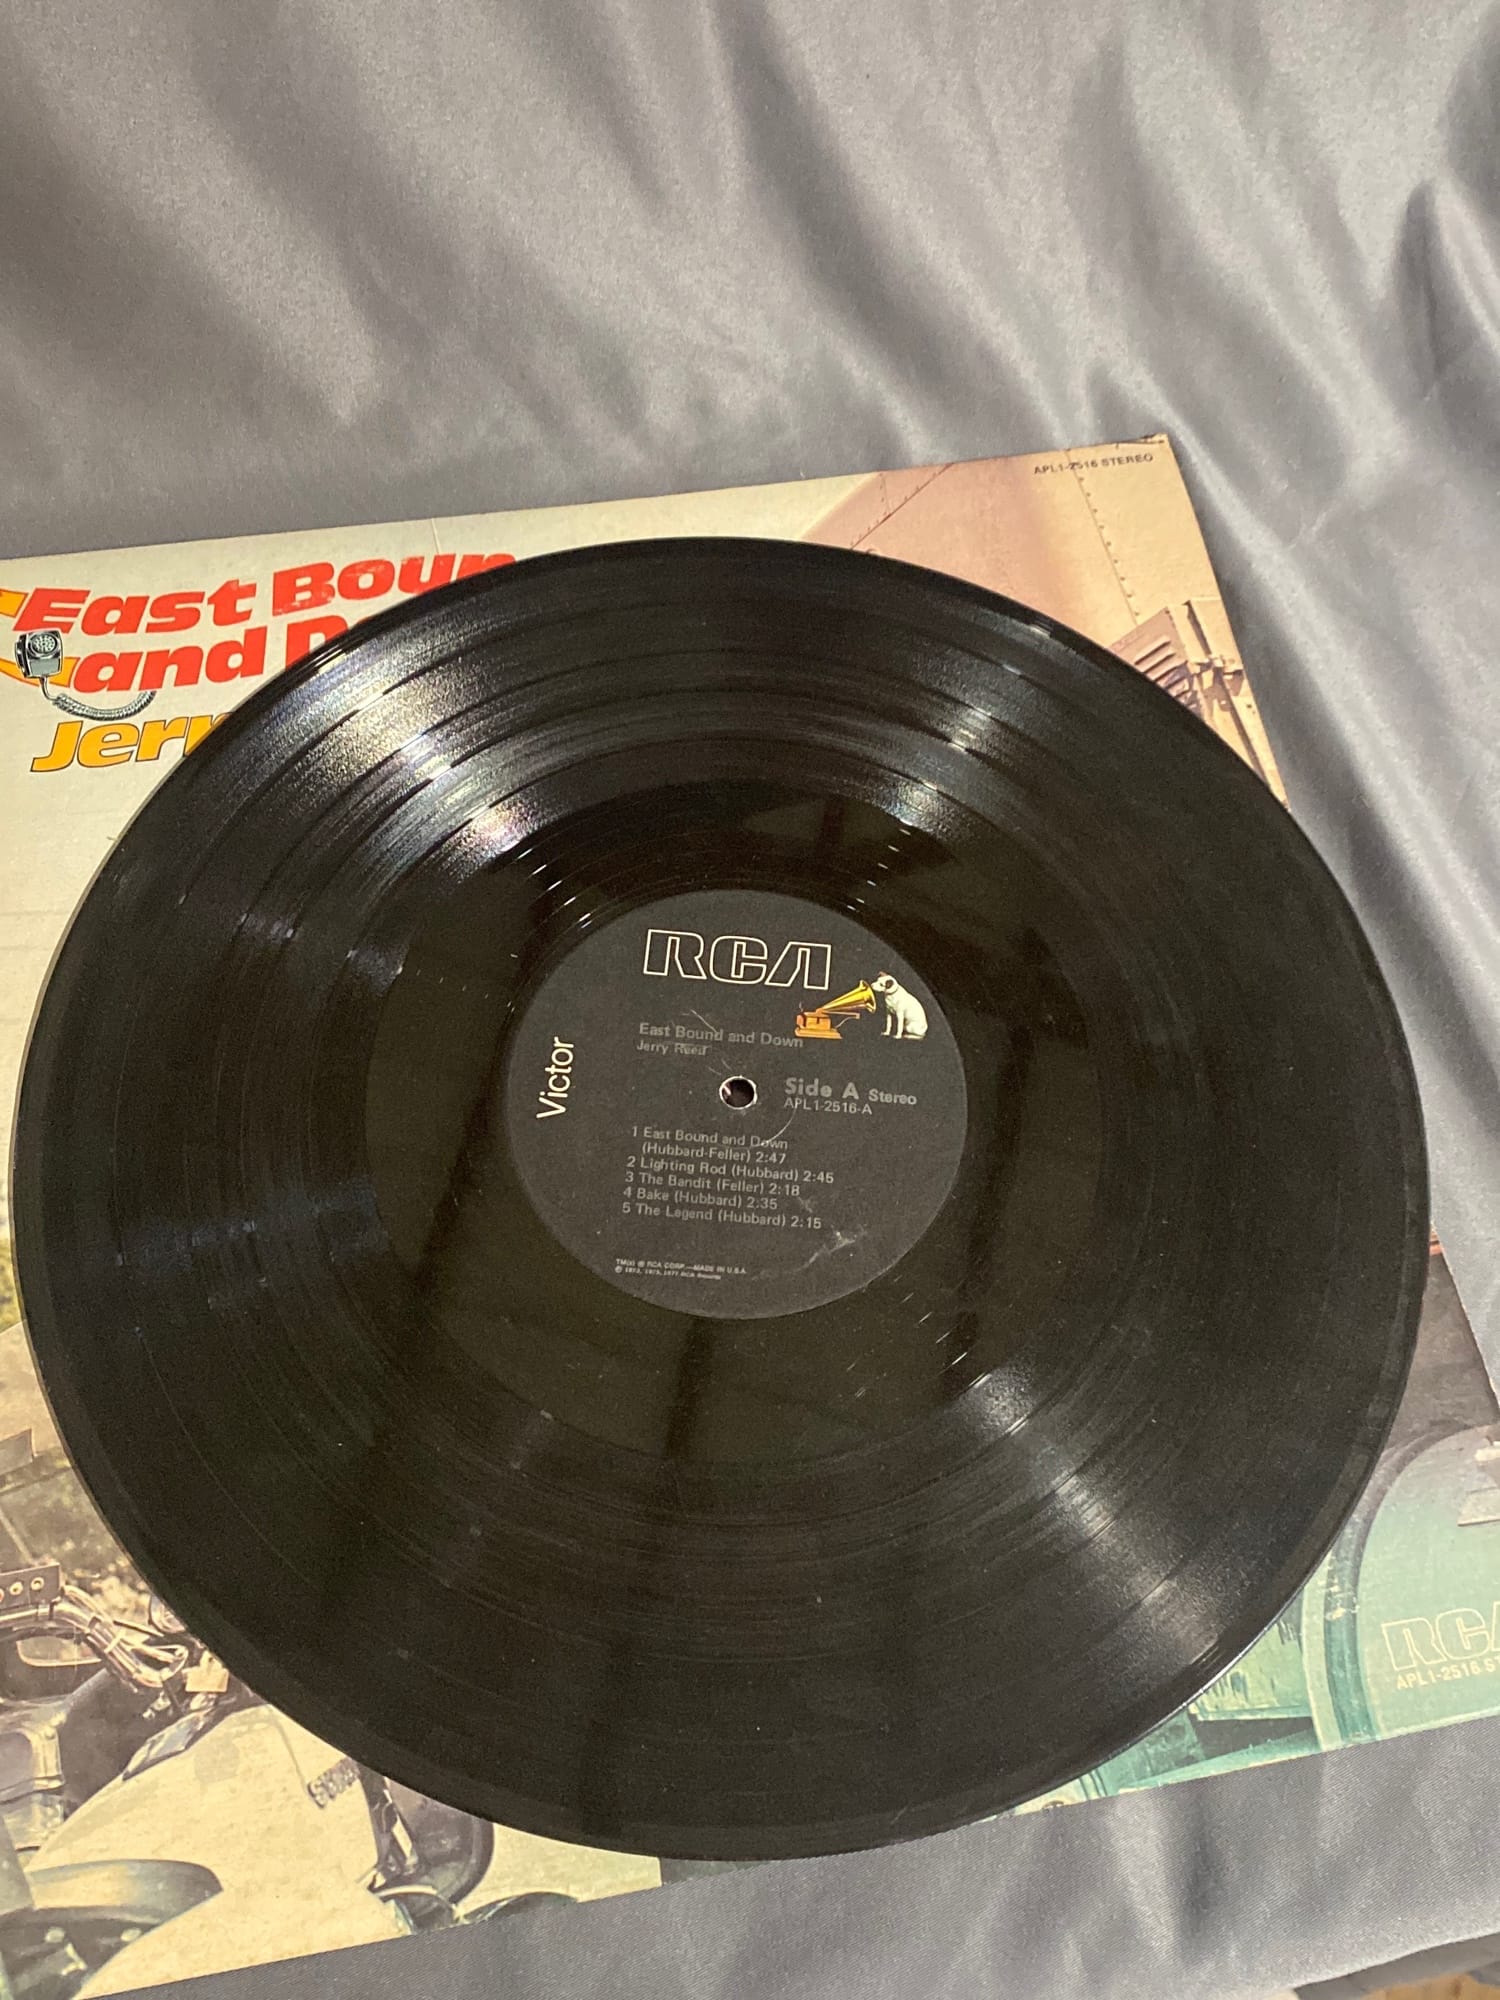 APL1-2516 STEREO
East Boun
and D
Jerr
RCA
Victor
East Bound and Down
Jerry Reed
Side A Stereo
APL1-2516-A
1 East Bound and Down
(Hubbard-Feller) 2:47
2 Lighting Rod (Hubbard) 2:45
3 The Bandit (Feller) 2:18
4 Bake (Hubbard) 2:35
5 The Legend (Hubbard) 2:15
TM(s) ® RCA CORP.—MADE IN U.S.A.
RCA Records
RCA
APL1-2516 ST